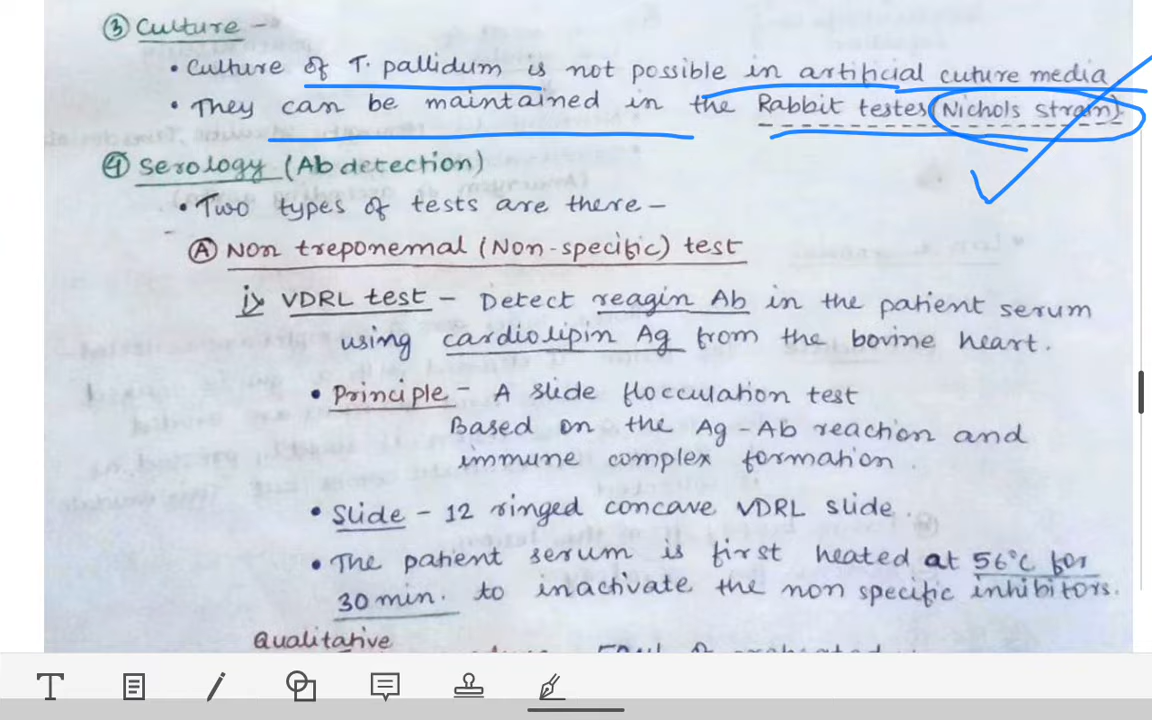 ③ Culture -
• Culture of T. pallidum is not possible in artificial cuture media
• They can be maintained in the Rabbit testes (Nichols strain)
④ Serology (Ab detection)
• Two types of tests are there -
Ⓐ Non treponemal (Non-specific) test
i) VDRL test - Detect reagin Ab in the patient serum
using cardiolipin Ag from the bovine heart.
• Principle - A slide flocculation test
Based on the Ag-Ab reaction and
immune complex formation.
• Slide - 12 ringed concave VDRL slide.
• The patient serum is first heated at 56°C for
30 min. to inactivate the non specific inhibitors.
Qualitative
T